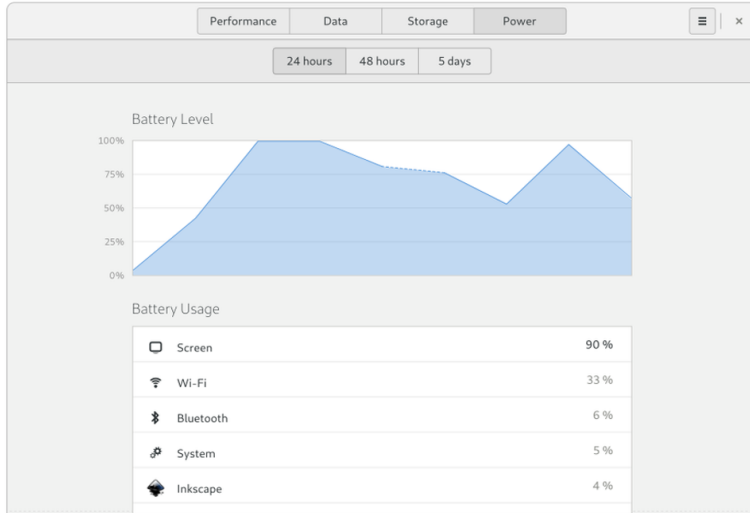 Performance Data Storage Power
24 hours 48 hours 5 days
Battery Level
100%
75%
50%
25%
0%
Battery Usage
Screen 90 %
Wi-Fi 33 %
Bluetooth 6 %
System 5 %
Inkscape 4 %